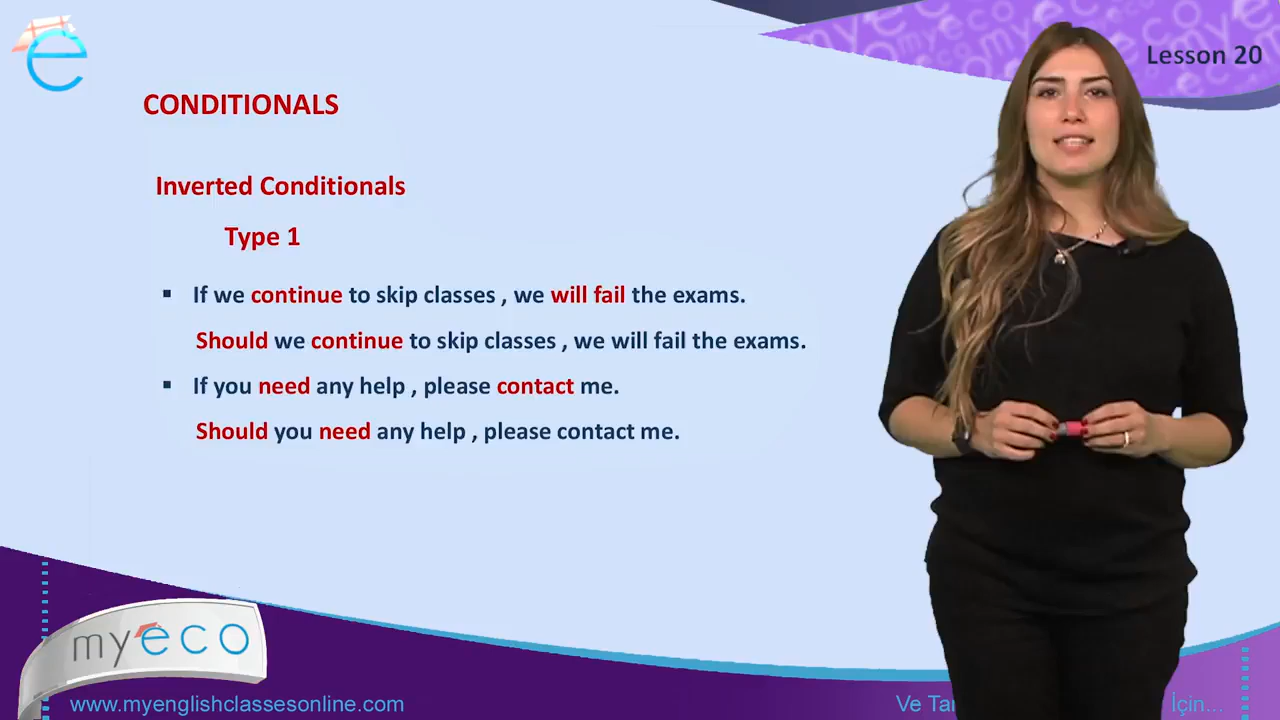 Lesson 20
CONDITIONALS
Inverted Conditionals
Type 1
▪ If we continue to skip classes , we will fail the exams.
Should we continue to skip classes , we will fail the exams.
▪ If you need any help , please contact me.
Should you need any help , please contact me.
myeco
www.myenglishclassesonline.com
Ve İçin...